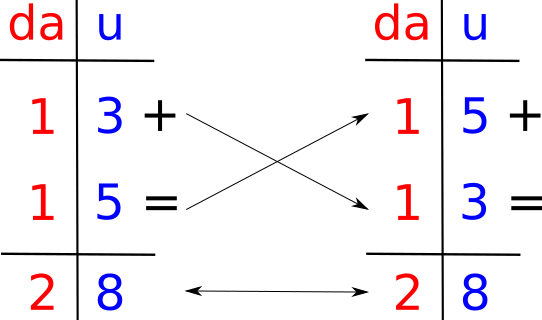 da u da u
1 3 + 1 5 +
1 5 = 1 3 =
2 8 2 8